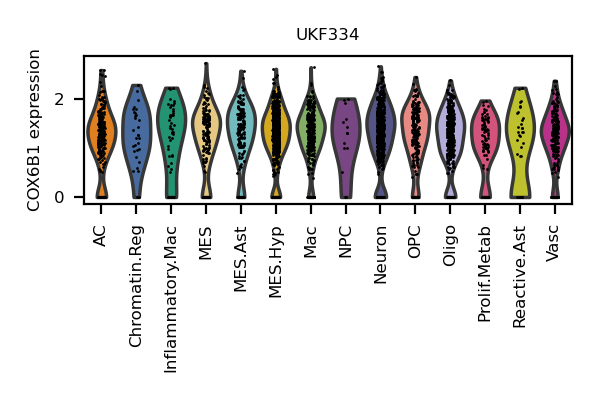 UKF334
COX6B1 expression
2
0
AC
Chromatin.Reg
Inflammatory.Mac
MES
MES.Ast
MES.Hyp
Mac
NPC
Neuron
OPC
Oligo
Prolif.Metab
Reactive.Ast
Vasc